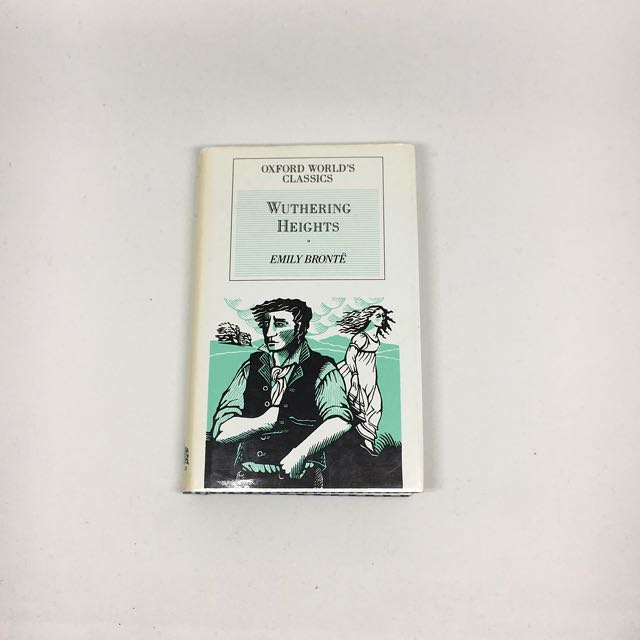 OXFORD WORLD'S
CLASSICS
WUTHERING
HEIGHTS
EMILY BRONTË